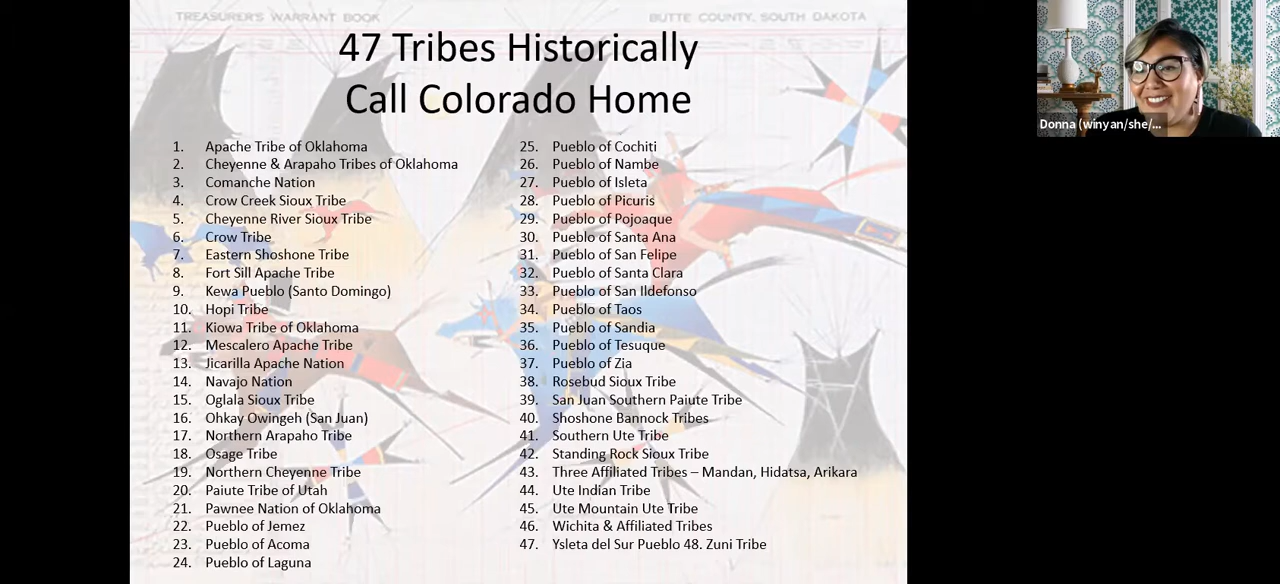 TREASURER'S WARRANT BOOK
BUTTE COUNTY, SOUTH DAKOTA
47 Tribes Historically
Call Colorado Home
1. Apache Tribe of Oklahoma
2. Cheyenne & Arapaho Tribes of Oklahoma
3. Comanche Nation
4. Crow Creek Sioux Tribe
5. Cheyenne River Sioux Tribe
6. Crow Tribe
7. Eastern Shoshone Tribe
8. Fort Sill Apache Tribe
9. Kewa Pueblo (Santo Domingo)
10. Hopi Tribe
11. Kiowa Tribe of Oklahoma
12. Mescalero Apache Tribe
13. Jicarilla Apache Nation
14. Navajo Nation
15. Oglala Sioux Tribe
16. Ohkay Owingeh (San Juan)
17. Northern Arapaho Tribe
18. Osage Tribe
19. Northern Cheyenne Tribe
20. Paiute Tribe of Utah
21. Pawnee Nation of Oklahoma
22. Pueblo of Jemez
23. Pueblo of Acoma
24. Pueblo of Laguna
25. Pueblo of Cochiti
26. Pueblo of Nambe
27. Pueblo of Isleta
28. Pueblo of Picuris
29. Pueblo of Pojoaque
30. Pueblo of Santa Ana
31. Pueblo of San Felipe
32. Pueblo of Santa Clara
33. Pueblo of San Ildefonso
34. Pueblo of Taos
35. Pueblo of Sandia
36. Pueblo of Tesuque
37. Pueblo of Zia
38. Rosebud Sioux Tribe
39. San Juan Southern Paiute Tribe
40. Shoshone Bannock Tribes
41. Southern Ute Tribe
42. Standing Rock Sioux Tribe
43. Three Affiliated Tribes – Mandan, Hidatsa, Arikara
44. Ute Indian Tribe
45. Ute Mountain Ute Tribe
46. Wichita & Affiliated Tribes
47. Ysleta del Sur Pueblo 48. Zuni Tribe
Donna (winyan/she/...